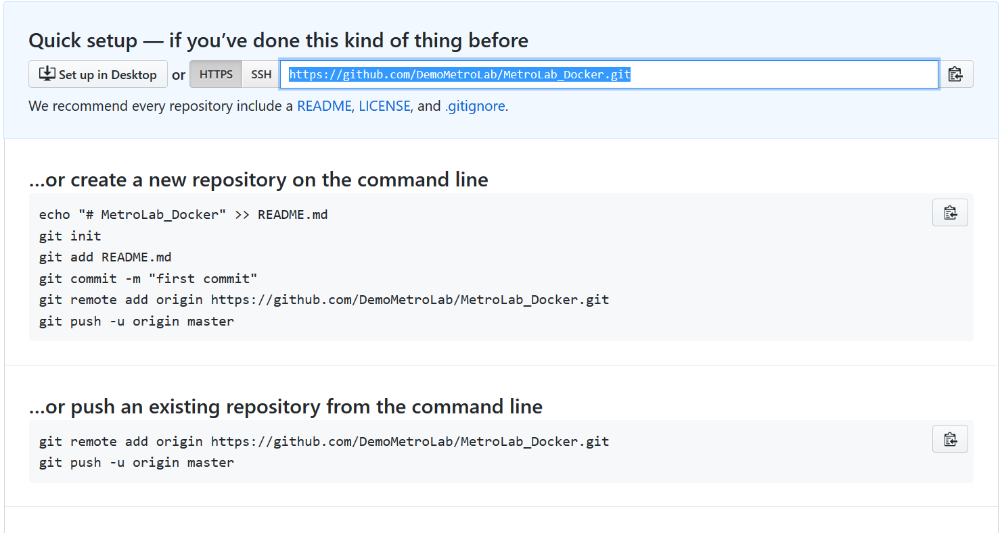 Quick setup — if you’ve done this kind of thing before
Set up in Desktop or HTTPS SSH https://github.com/DemoMetroLab/MetroLab_Docker.git
We recommend every repository include a README, LICENSE, and .gitignore.
…or create a new repository on the command line
echo "# MetroLab_Docker" >> README.md
git init
git add README.md
git commit -m "first commit"
git remote add origin https://github.com/DemoMetroLab/MetroLab_Docker.git
git push -u origin master
…or push an existing repository from the command line
git remote add origin https://github.com/DemoMetroLab/MetroLab_Docker.git
git push -u origin master